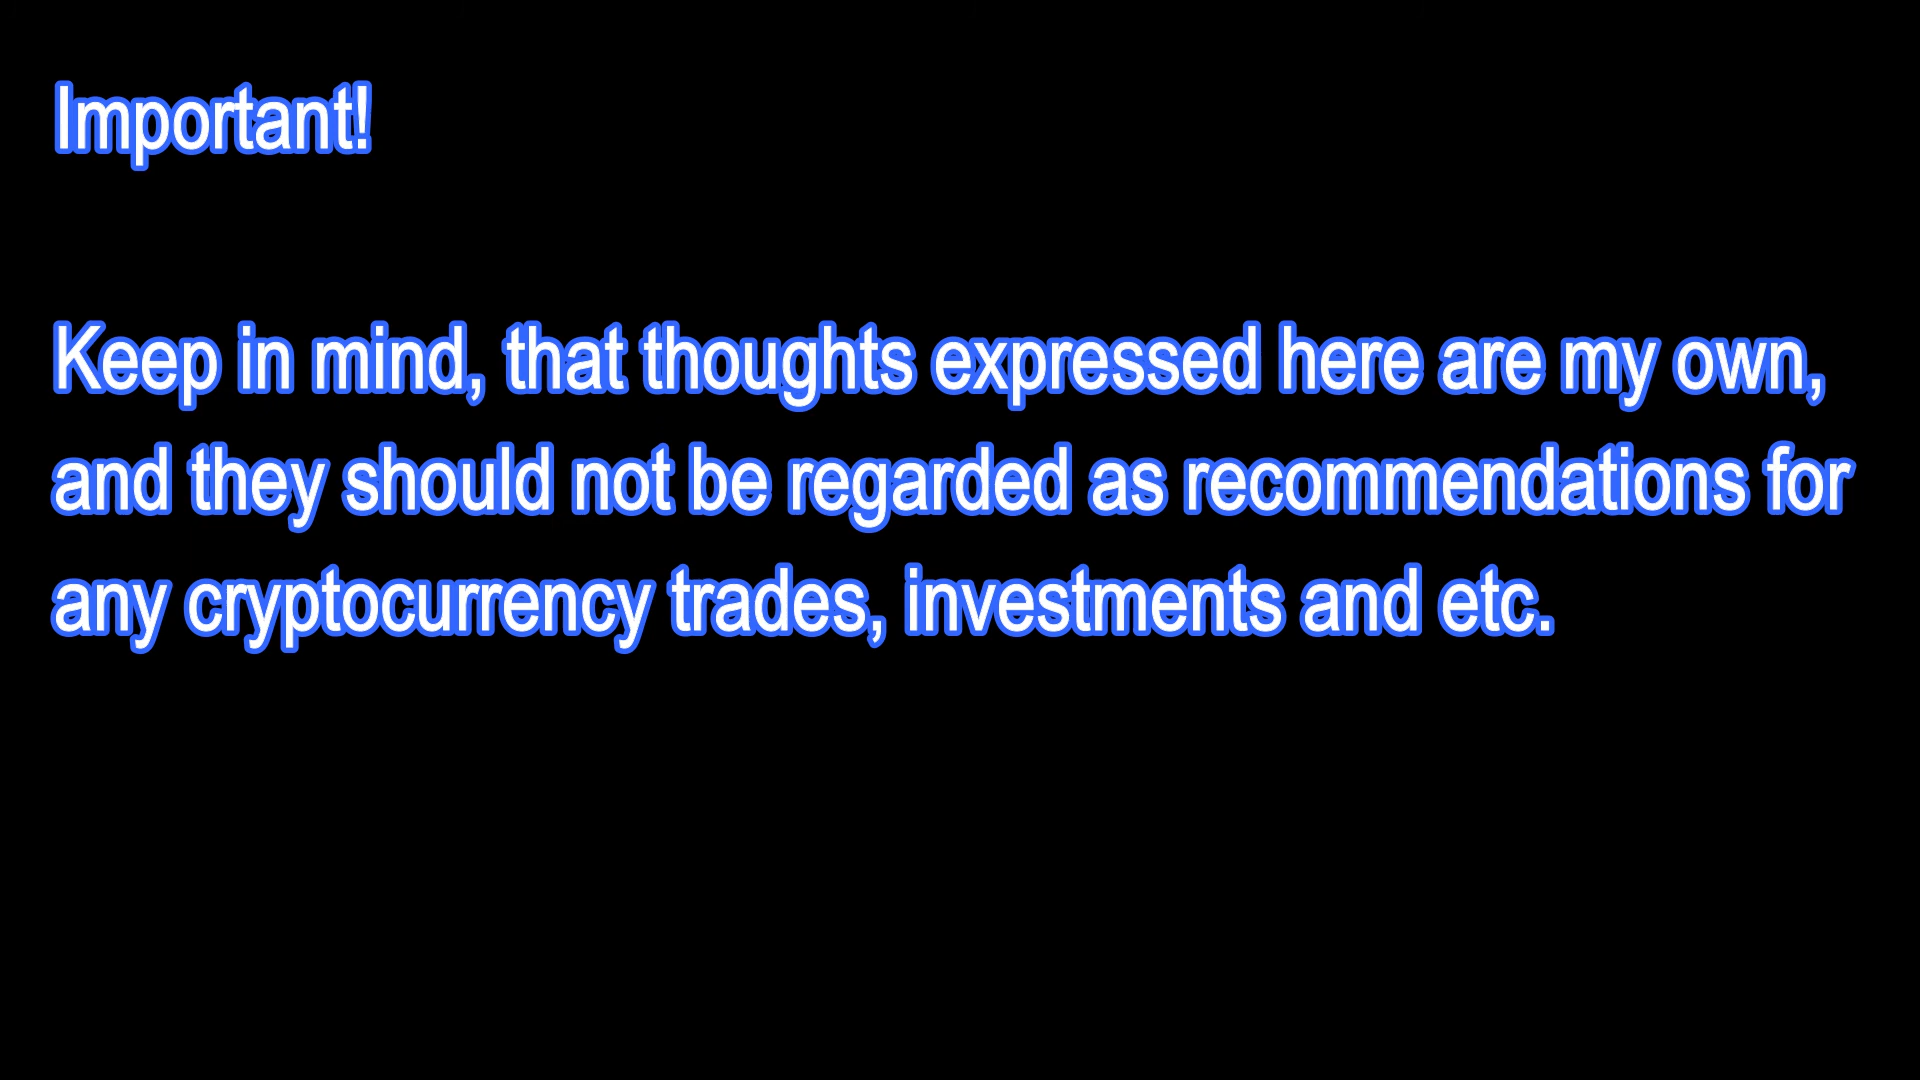 Important!
Keep in mind, that thoughts expressed here are my own,
and they should not be regarded as recommendations for
any cryptocurrency trades, investments and etc.